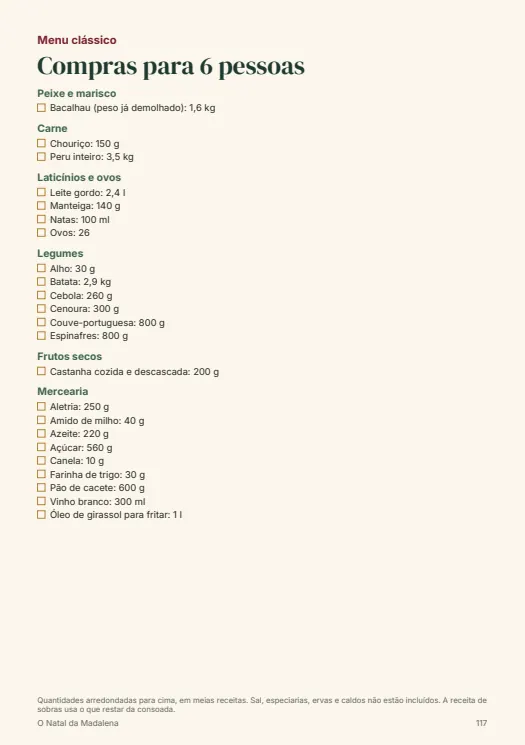 Menu clássico
Compras para 6 pessoas
Peixe e marisco
Bacalhau (peso já demolhado): 1,6 kg
Carne
Chouriço: 150 g
Peru inteiro: 3,5 kg
Laticínios e ovos
Leite gordo: 2,4 l
Manteiga: 140 g
Natas: 100 ml
Ovos: 26
Legumes
Alho: 30 g
Batata: 2,9 kg
Cebola: 260 g
Cenoura: 300 g
Couve-portuguesa: 800 g
Espinafres: 800 g
Frutos secos
Castanha cozida e descascada: 200 g
Mercearia
Aletria: 250 g
Amido de milho: 40 g
Azeite: 220 g
Açúcar: 560 g
Canela: 10 g
Farinha de trigo: 30 g
Pão de cacete: 600 g
Vinho branco: 300 ml
Óleo de girassol para fritar: 1 l
Quantidades arredondadas para cima, em meias receitas. Sal, especiarias, ervas e caldos não estão incluídos. A receita de
sobras usa o que restar da consoada.
O Natal da Madalena
117